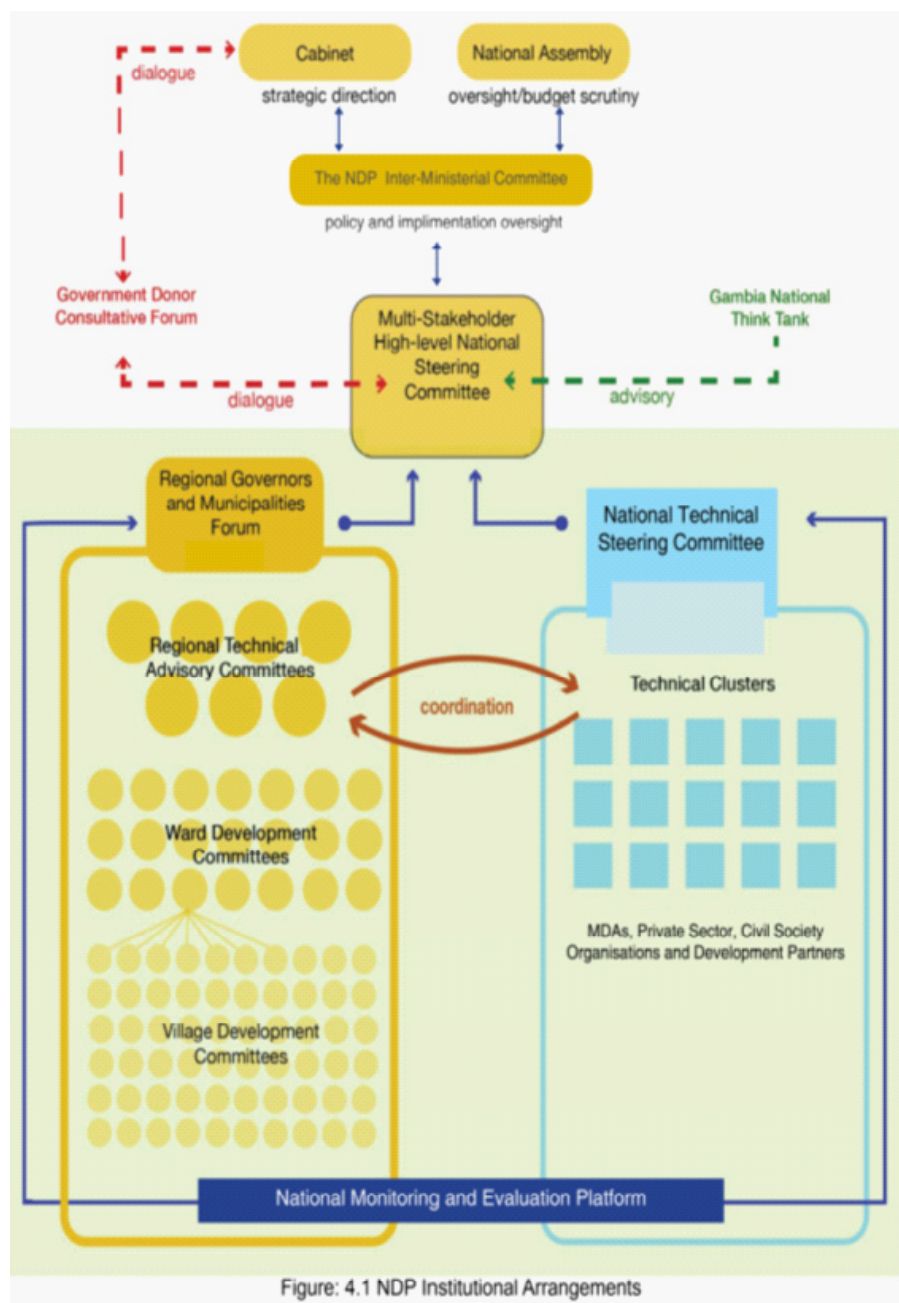 Cabinet
National Assembly
dialogue
strategic direction
oversight/budget scrutiny
The NDP Inter-Ministerial Committee
policy and implimentation oversight
Government Donor
Consultative Forum
Multi-Stakeholder
High-level National
Steering
Committee
Gambia National
Think Tank
dialogue
advisory
Regional Governors
and Municipalities
Forum
National Technical
Steering Committee
Regional Technical
Advisory Committees
coordination
Technical Clusters
Ward Development
Committees
MDAs, Private Sector, Civil Society
Organisations and Development Partners
Village Development
Committees
National Monitoring and Evaluation Platform
Figure: 4.1 NDP Institutional Arrangements